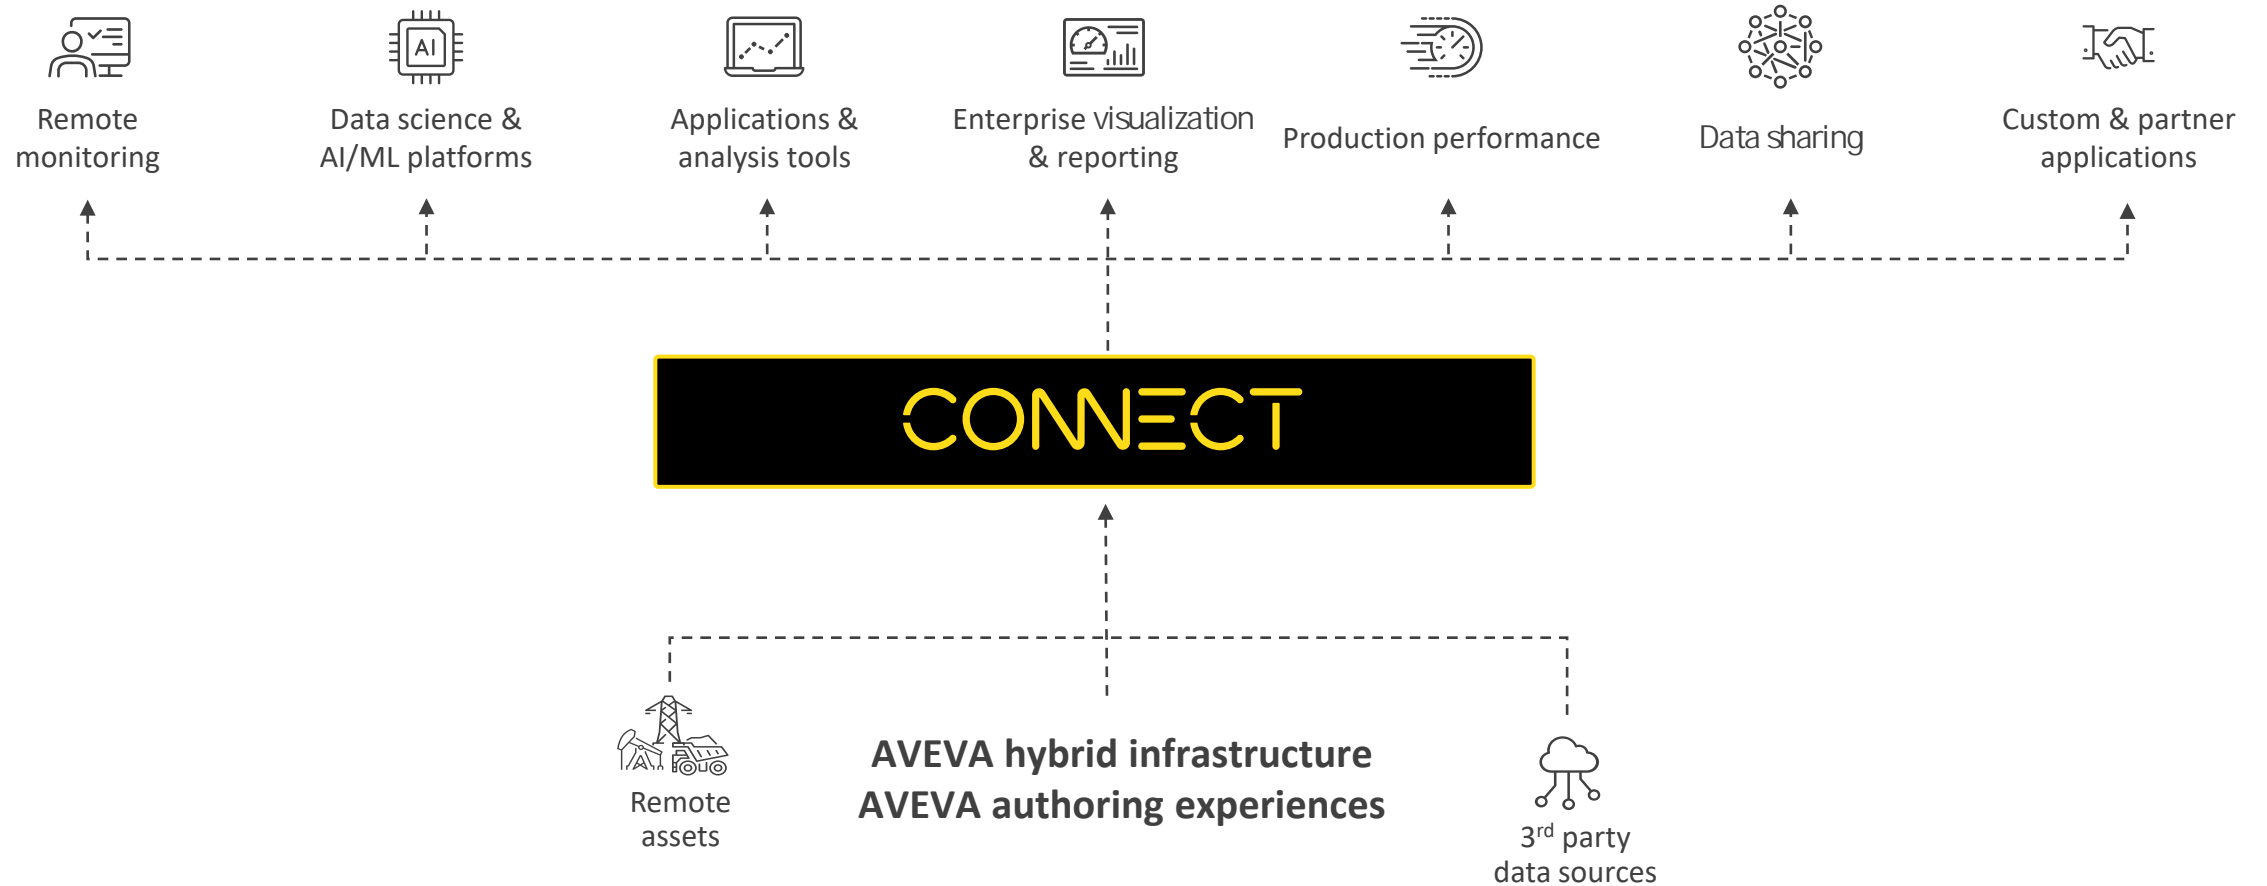 AI
Remote
monitoring
Data science &
AI/ML platforms
Applications &
analysis tools
Enterprise visualization
& reporting
Production performance
Data sharing
Custom & partner
applications
CONNECT
Remote
assets
AVEVA hybrid infrastructure
AVEVA authoring experiences
3rd party
data sources